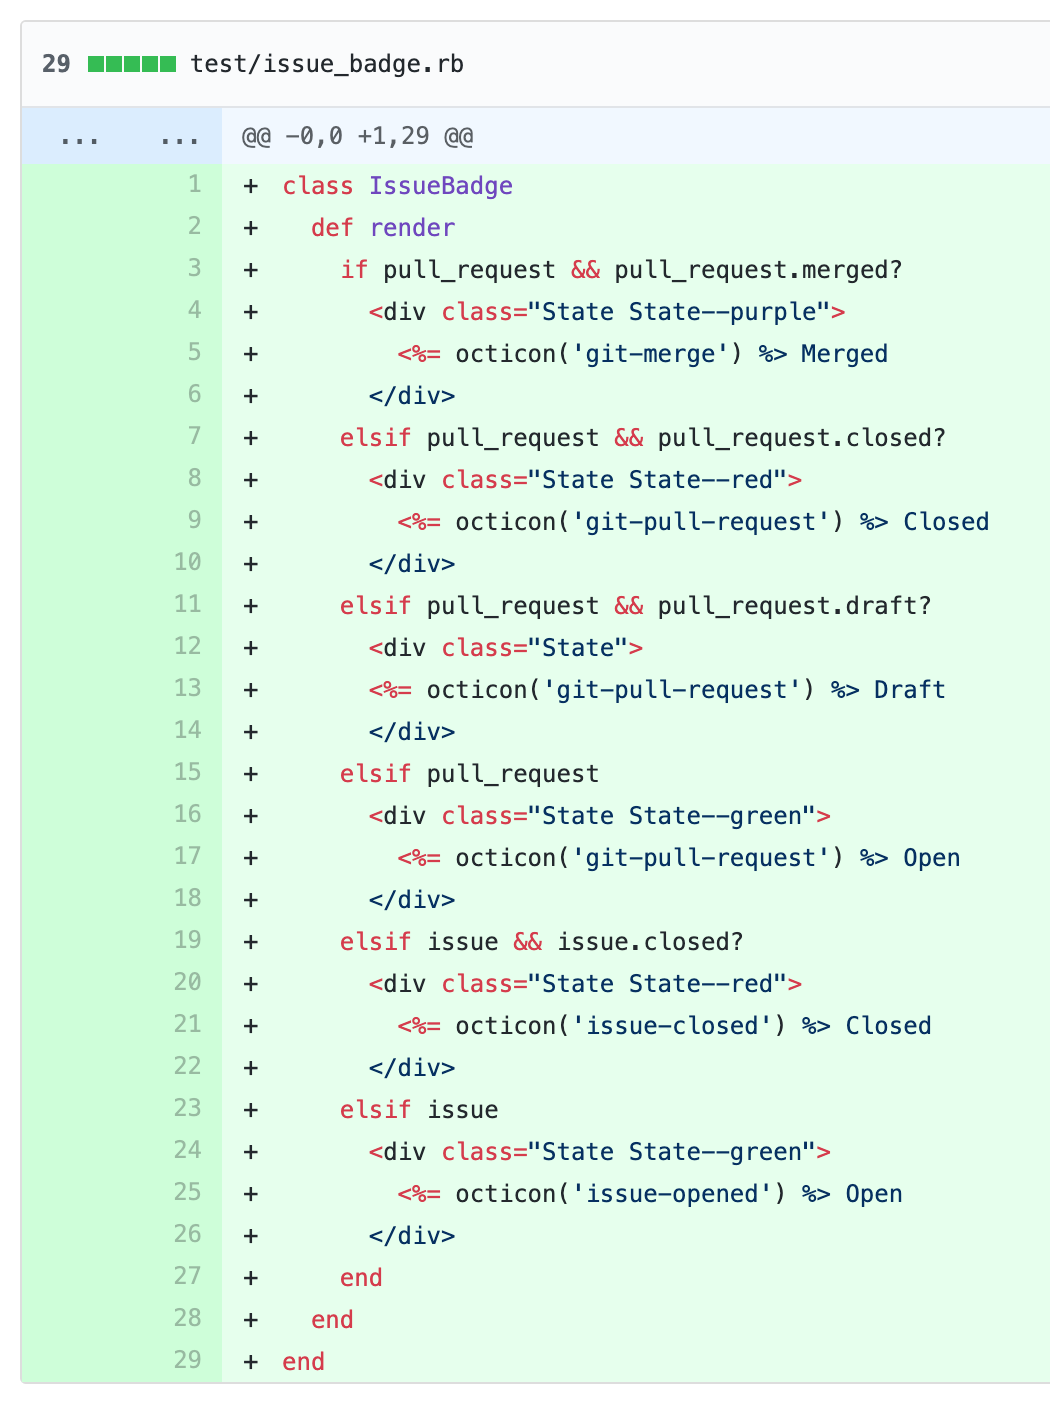 29 test/issue_badge.rb
... ... @@ -0,0 +1,29 @@
1 + class IssueBadge
2 +   def render
3 +     if pull_request && pull_request.merged?
4 +       <div class="State State--purple">
5 +         <%= octicon('git-merge') %> Merged
6 +       </div>
7 +     elsif pull_request && pull_request.closed?
8 +       <div class="State State--red">
9 +         <%= octicon('git-pull-request') %> Closed
10 +       </div>
11 +     elsif pull_request && pull_request.draft?
12 +       <div class="State">
13 +       <%= octicon('git-pull-request') %> Draft
14 +       </div>
15 +     elsif pull_request
16 +       <div class="State State--green">
17 +         <%= octicon('git-pull-request') %> Open
18 +       </div>
19 +     elsif issue && issue.closed?
20 +       <div class="State State--red">
21 +         <%= octicon('issue-closed') %> Closed
22 +       </div>
23 +     elsif issue
24 +       <div class="State State--green">
25 +         <%= octicon('issue-opened') %> Open
26 +       </div>
27 +     end
28 +   end
29 + end